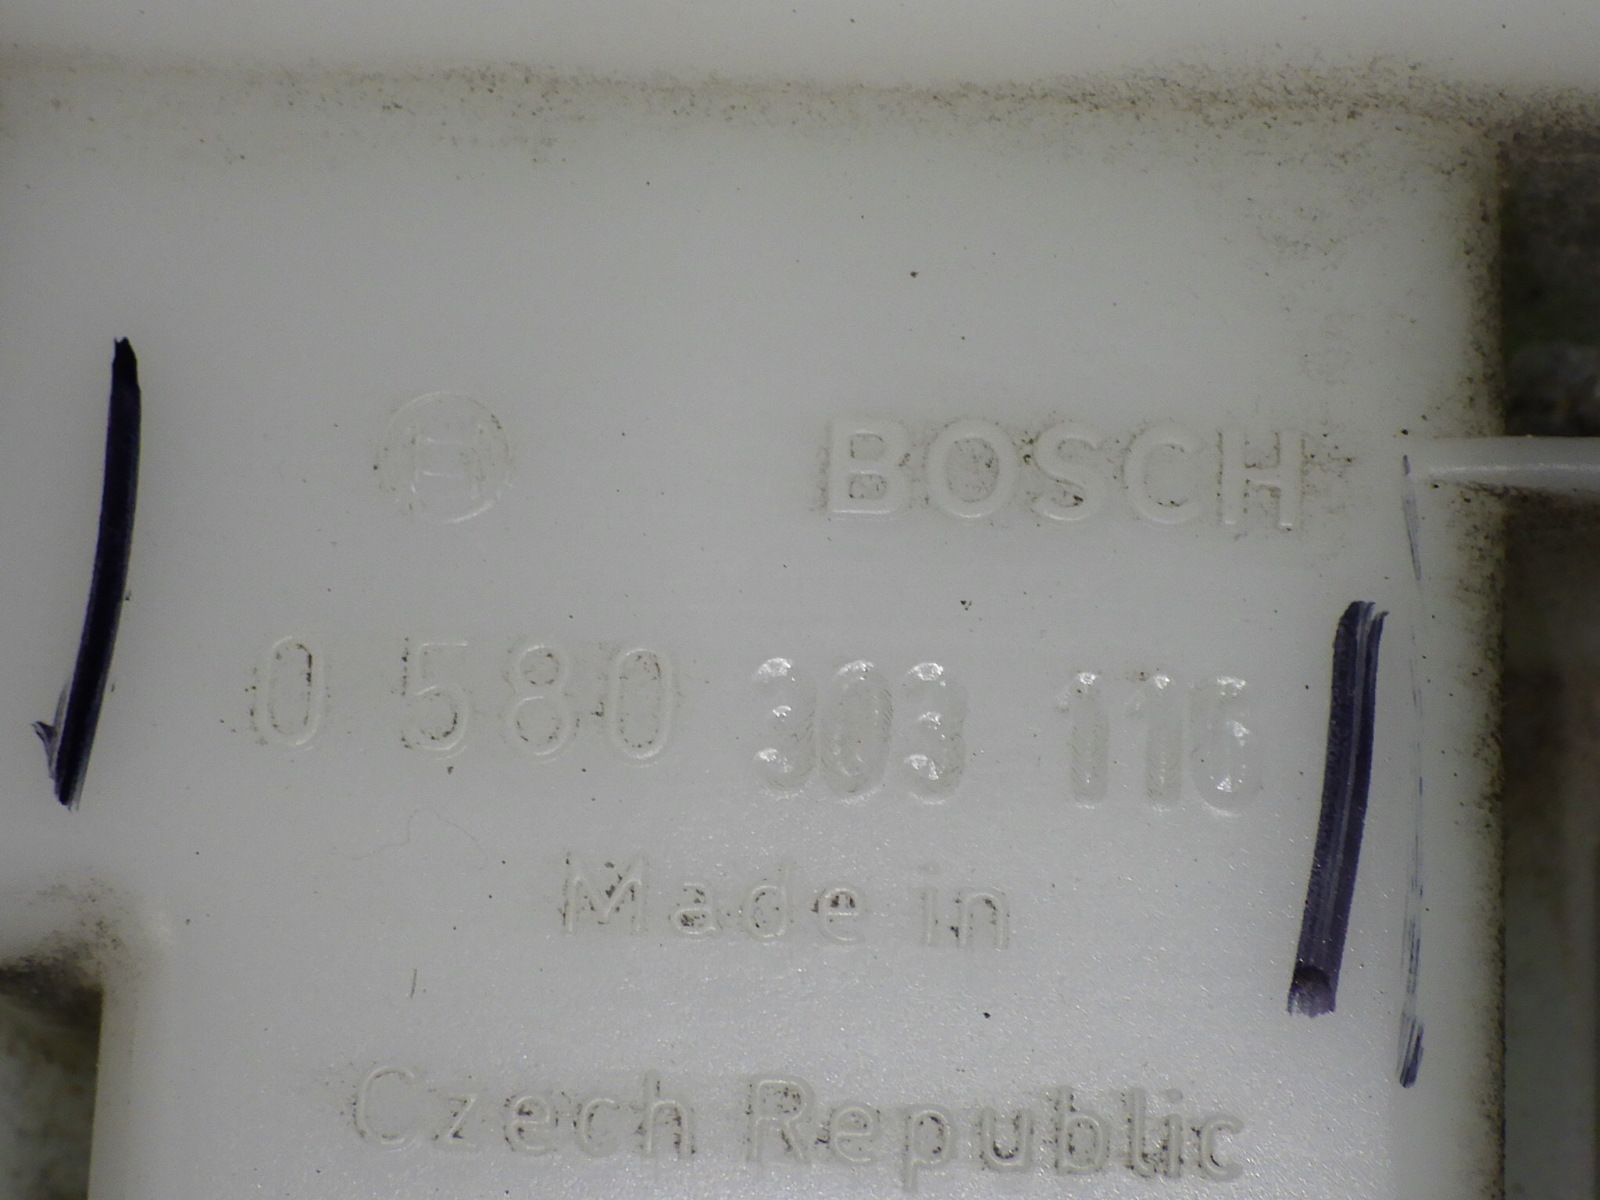 BOSCH
0 580 303 116
Made in
Czech Republic